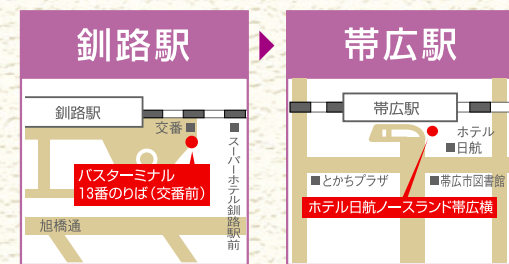 釧路駅
釧路駅
交番
スーパーホテル釧路駅前
バスターミナル
13番のりば(交番前)
旭橋通
帯広駅
帯広駅
ホテル
日航
とかちプラザ
帯広市図書館
ホテル日航ノースランド帯広横